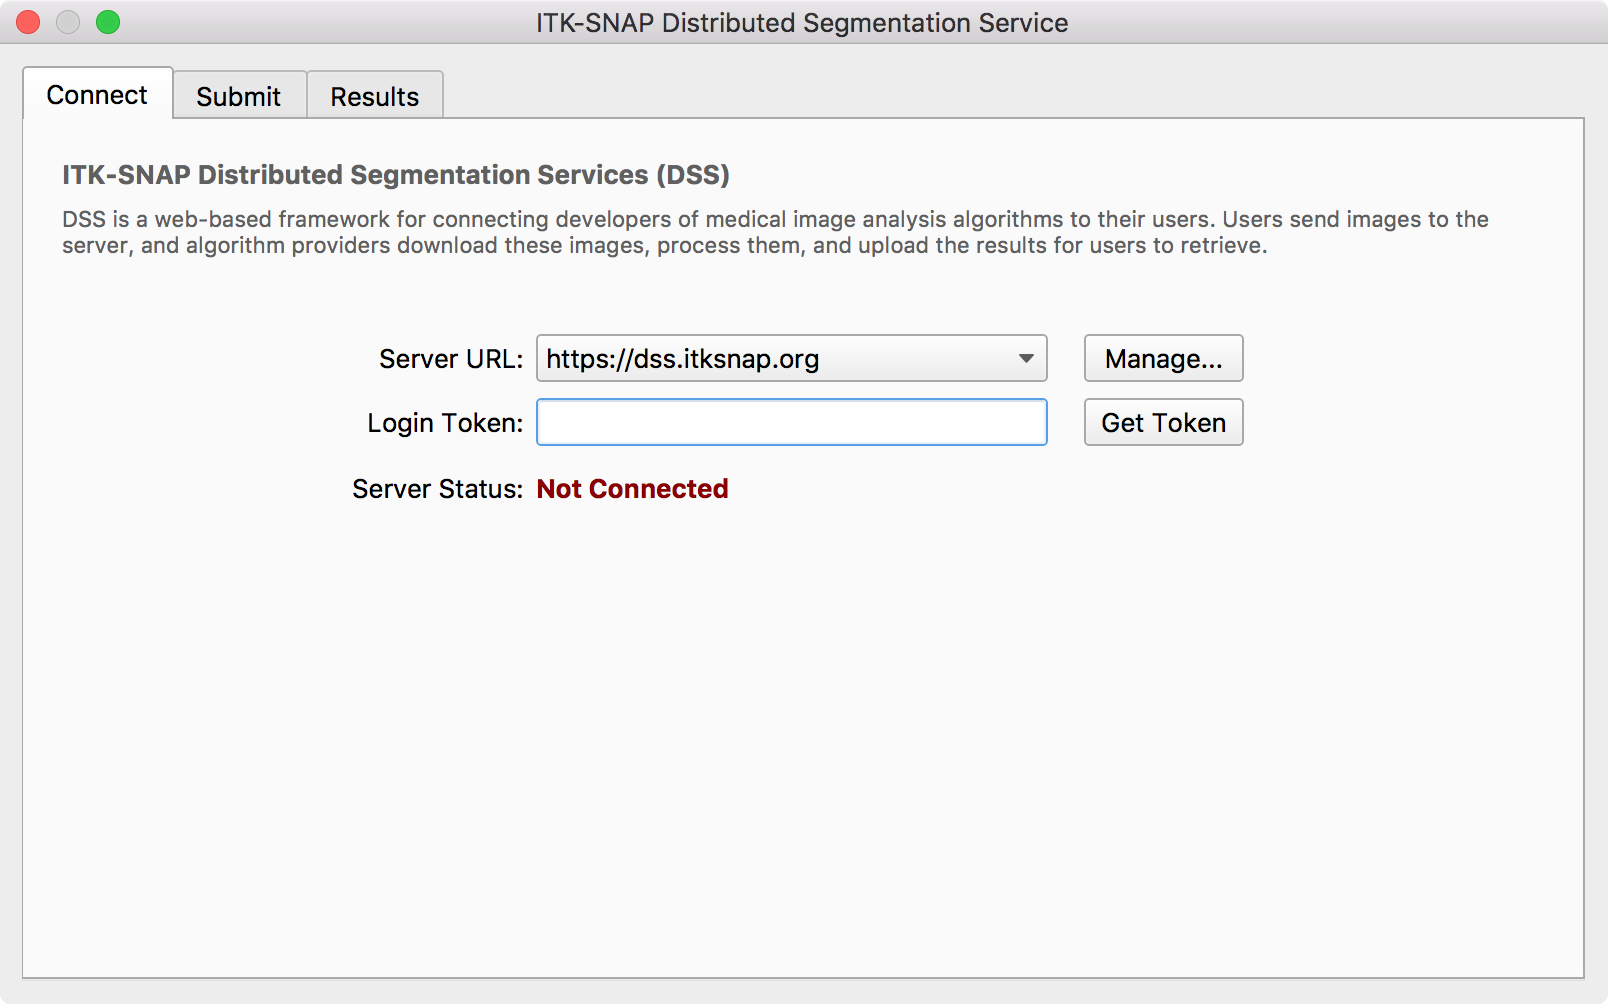 ITK-SNAP Distributed Segmentation Service
Connect
Submit
Results
ITK-SNAP Distributed Segmentation Services (DSS)
DSS is a web-based framework for connecting developers of medical image analysis algorithms to their users. Users send images to the
server, and algorithm providers download these images, process them, and upload the results for users to retrieve.
Server URL: https://dss.itksnap.org Manage...
Login Token: Get Token
Server Status: Not Connected